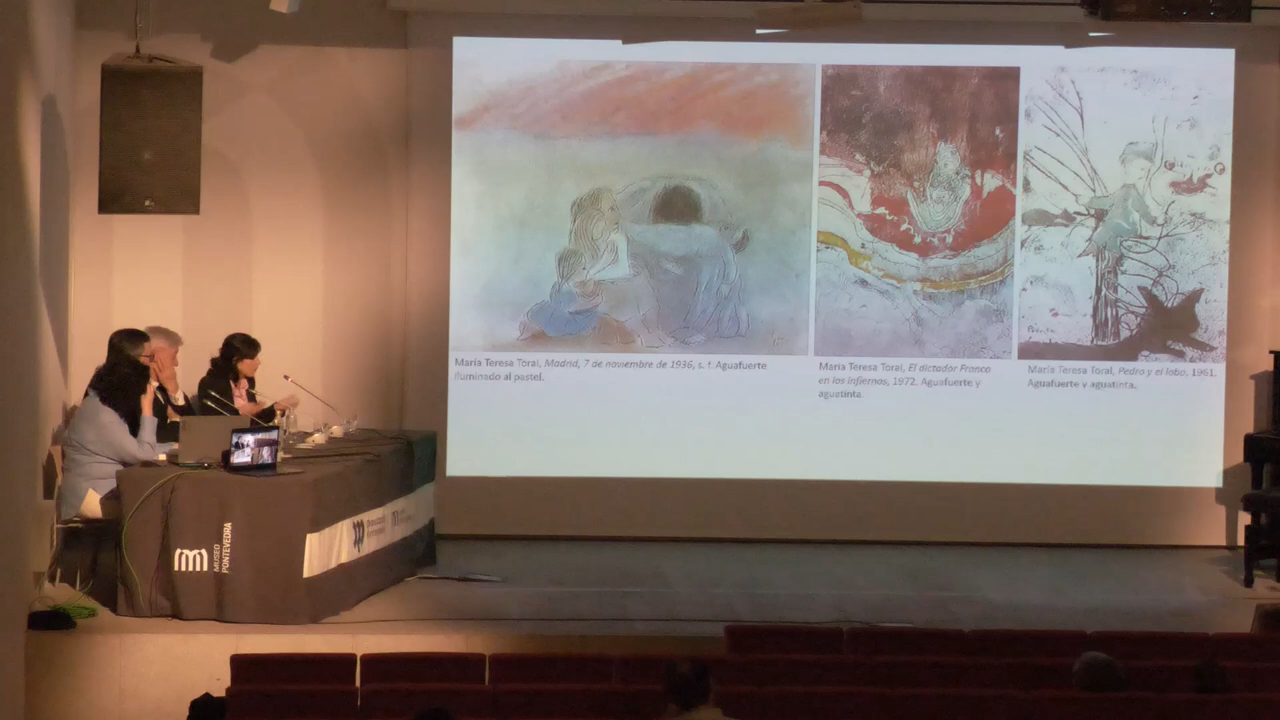 María Teresa Toral, Madrid, 7 de noviembre de 1936, s. f. Aguafuerte
iluminado al pastel.
María Teresa Toral, El dictador Franco
en los infiernos, 1972. Aguafuerte y
aguatinta.
María Teresa Toral, Pedro y el lobo, 1961.
Aguafuerte y aguatinta.
MUSEO
PONTEVEDRA